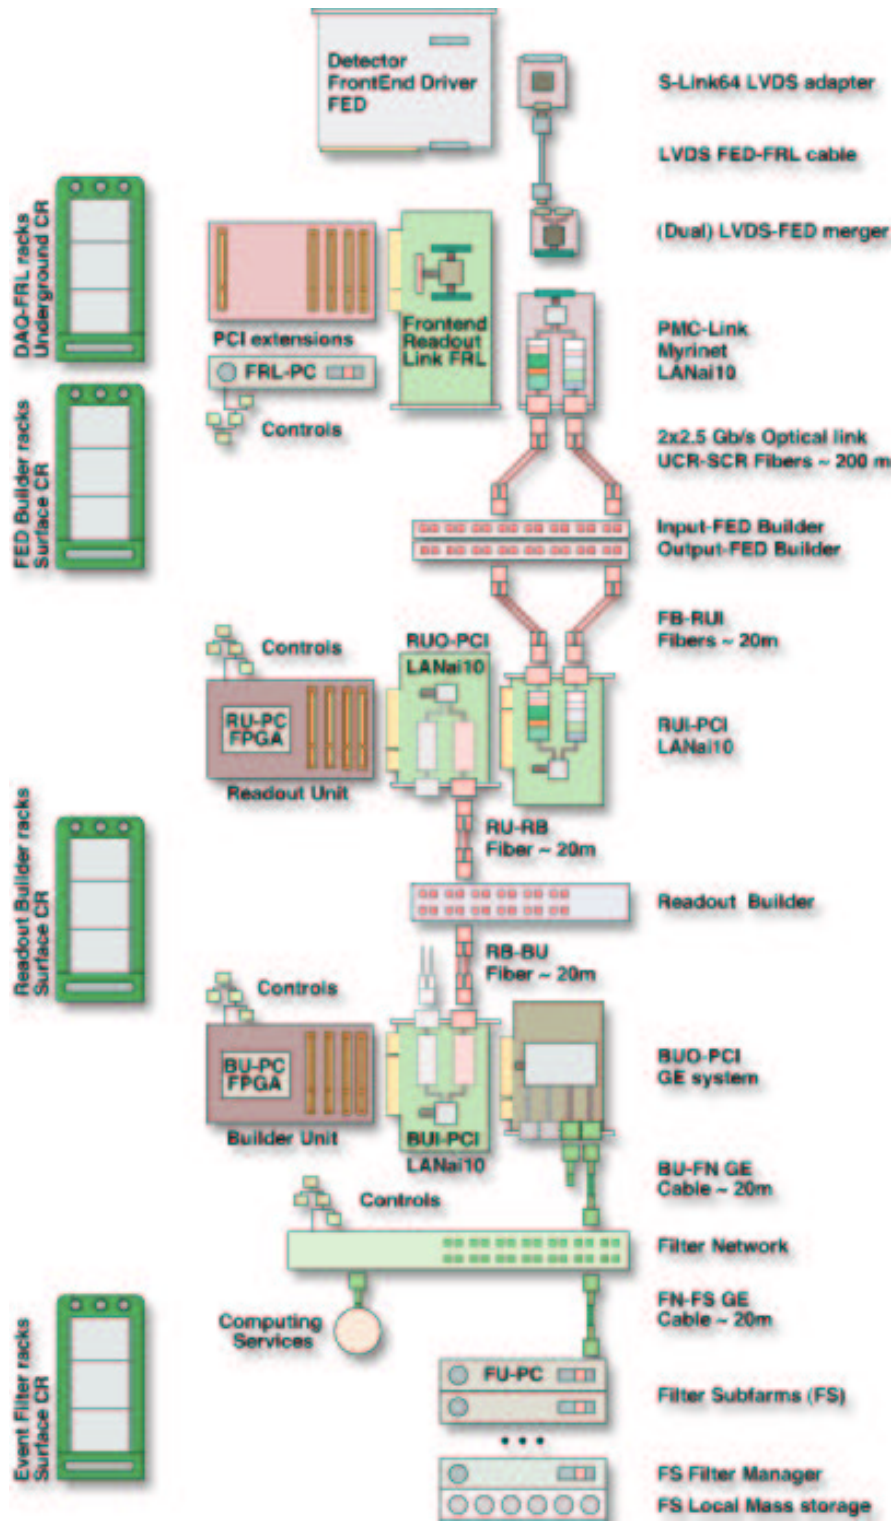 Detector
FrontEnd Driver
FED
S-Link64 LVDS adapter
LVDS FED-FRL cable
(Dual) LVDS-FED merger
DAQ-FRL racks
Underground CR
PCI extensions
Frontend
Readout
Link FRL
FRL-PC
Controls
PMC-Link
Myrinet
LANai10
2x2.5 Gb/s Optical link
UCR-SCR Fibers ~ 200 m
FED Builder racks
Surface CR
Input-FED Builder
Output-FED Builder
FB-RUI
Fibers ~ 20m
Controls
RUO-PCI
LANai10
RU-PC
FPGA
Readout Unit
RUI-PCI
LANai10
RU-RB
Fiber ~ 20m
Readout Builder racks
Surface CR
Readout Builder
RB-BU
Fiber ~ 20m
Controls
BU-PC
FPGA
Builder Unit
BUI-PCI
LANai10
BUO-PCI
GE system
BU-FN GE
Cable ~ 20m
Controls
Filter Network
FN-FS GE
Cable ~ 20m
Computing
Services
Event Filter racks
Surface CR
FU-PC
Filter Subfarms (FS)
• • •
FS Filter Manager
FS Local Mass storage